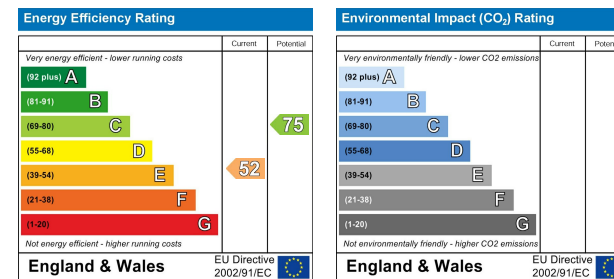 Energy Efficiency Rating
Current Potential
Very energy efficient - lower running costs
(92 plus) A
(81-91) B
(69-80) C
75
(55-68) D
(39-54) E
52
(21-38) F
(1-20) G
Not energy efficient - higher running costs
England & Wales
EU Directive
2002/91/EC
Environmental Impact (CO₂) Rating
Current Poten
Very environmentally friendly - lower CO2 emissions
(92 plus) A
(81-91) B
(69-80) C
(55-68) D
(39-54) E
(21-38) F
(1-20) G
Not environmentally friendly - higher CO2 emissions
England & Wales
EU Directive
2002/91/EC